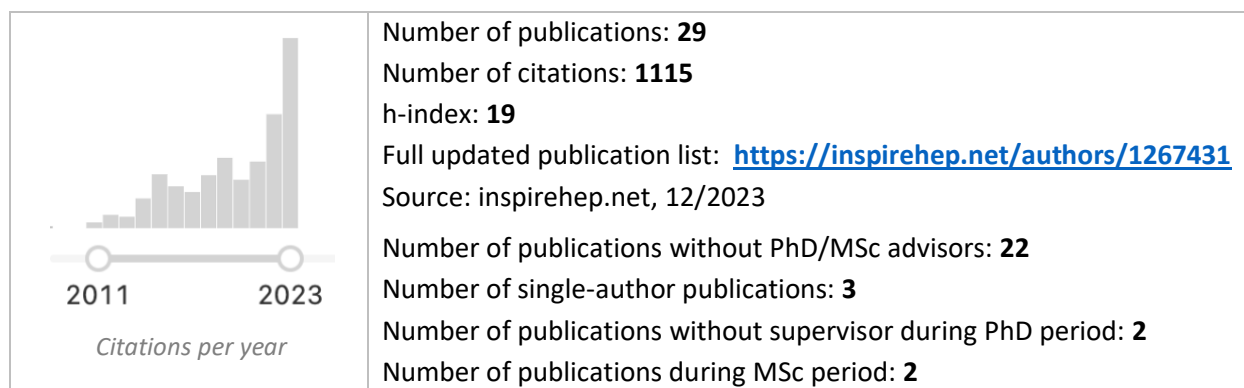 2011 2023
Citations per year
Number of publications: 29
Number of citations: 1115
h-index: 19
Full updated publication list: https://inspirehep.net/authors/1267431
Source: inspirehep.net, 12/2023
Number of publications without PhD/MSc advisors: 22
Number of single-author publications: 3
Number of publications without supervisor during PhD period: 2
Number of publications during MSc period: 2